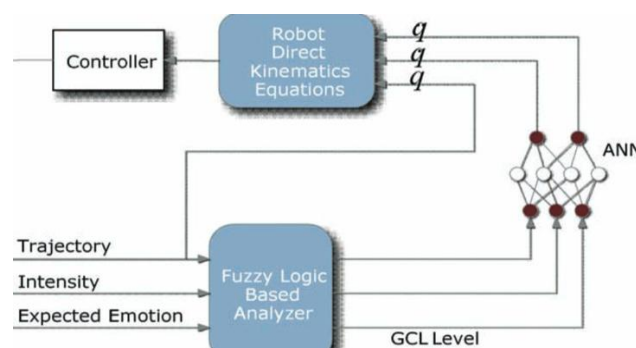 Controller
Robot
Direct
Kinematics
Equations
q
q
q
ANN
Trajectory
Intensity
Expected Emotion
Fuzzy Logic
Based
Analyzer
GCL Level